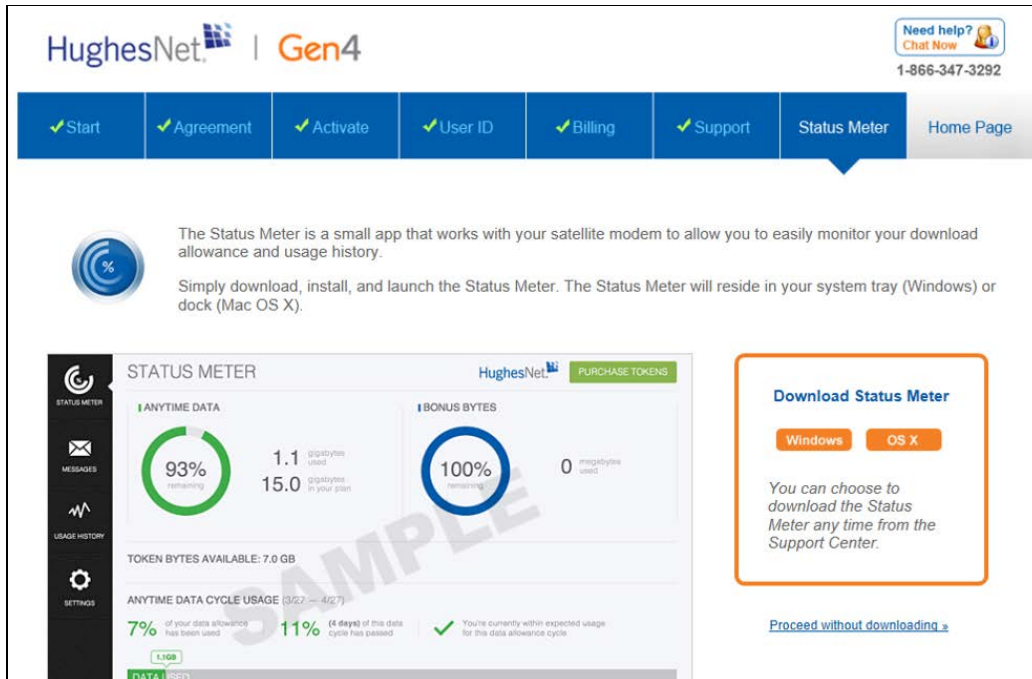 HughesNet. | Gen4
Need help?
Chat Now
1-866-347-3292
Start
Agreement
Activate
User ID
Billing
Support
Status Meter
Home Page
The Status Meter is a small app that works with your satellite modem to allow you to easily monitor your download
allowance and usage history.
Simply download, install, and launch the Status Meter. The Status Meter will reside in your system tray (Windows) or
dock (Mac OS X).
%
STATUS METER
MESSAGES
USAGE HISTORY
SETTINGS
STATUS METER
HughesNet.
PURCHASE TOKENS
ANYTIME DATA
93%
remaining
1.1 gigabytes used
15.0 gigabytes in your plan
BONUS BYTES
100%
remaining
0 megabytes used
SAMPLE
TOKEN BYTES AVAILABLE: 7.0 GB
ANYTIME DATA CYCLE USAGE (3/27 — 4/27)
7% of your data allowance has been used
11% (4 days) of this data cycle has passed
You're currently within expected usage
for this data allowance cycle
1.1GB
DATA USED
Download Status Meter
Windows
OS X
You can choose to
download the Status
Meter any time from the
Support Center.
Proceed without downloading »